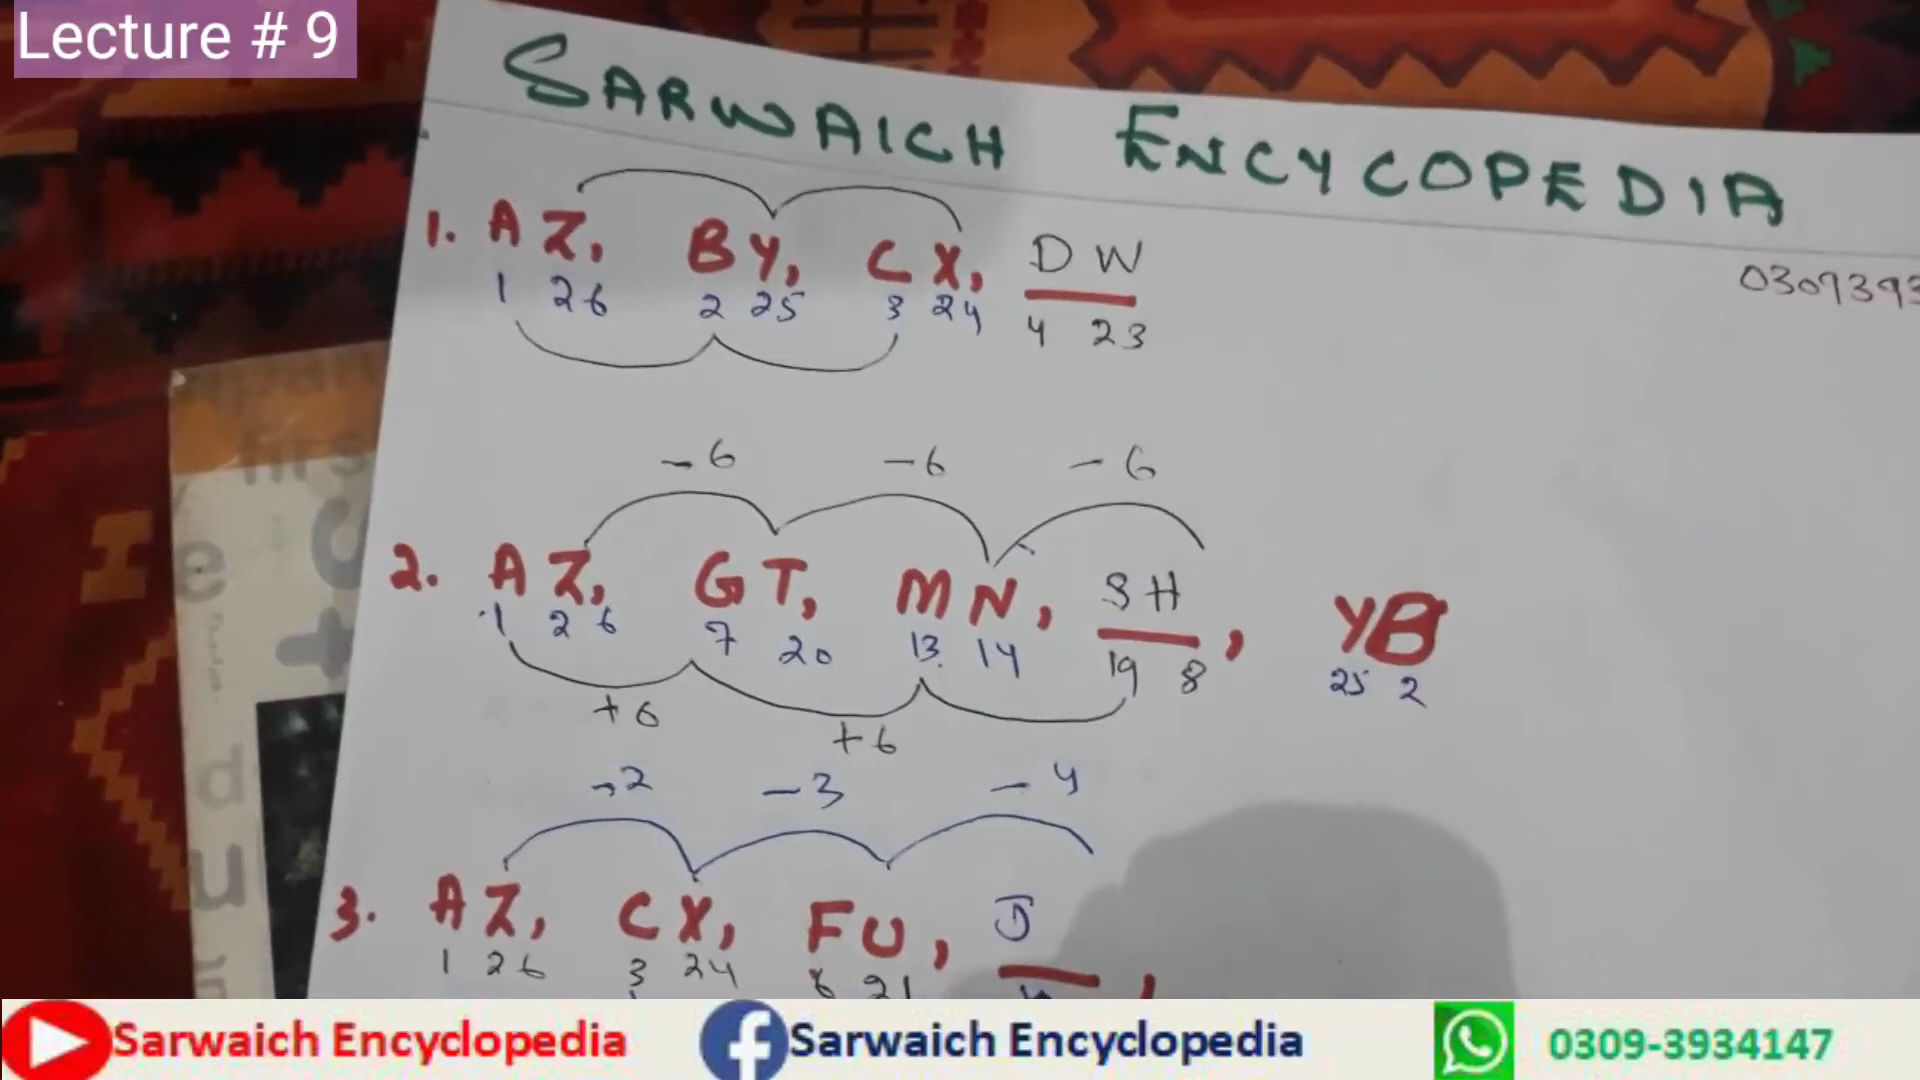 Lecture # 9
SARWAICH ENCYCOPEDIA
1. AZ, BY, CX, DW
1 26 2 25 3 24 4 23
0309393
-6 -6 -6
2. AZ, GT, MN, SH, YB
1 26 7 20 13 14 19 8 25 2
+6 +6
-2 -3 -4
3. AZ, CX, FU, J
1 26 3 24 6 21
Sarwaich Encyclopedia Sarwaich Encyclopedia 0309-3934147